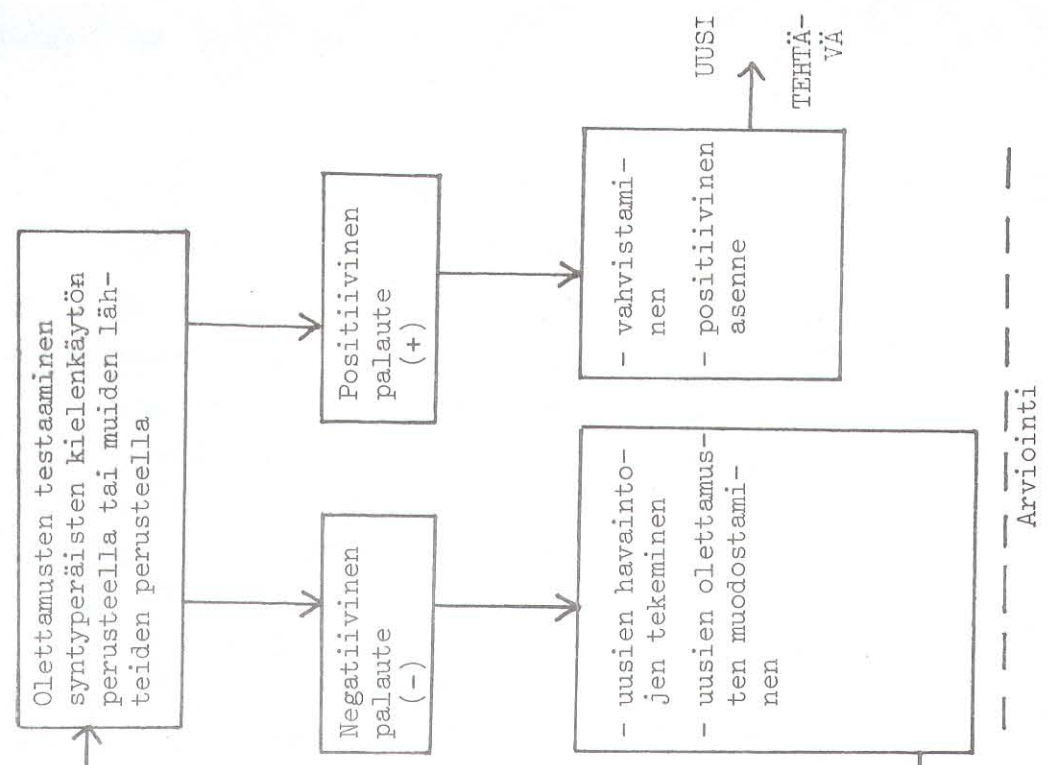 Olettamusten testaaminen
syntyperäisten kielenkäytön
perusteella tai muiden läh-
teiden perusteella
Negatiivinen
palaute
(-)
Positiivinen
palaute
(+)
- uusien havainto-
jen tekeminen
- uusien olettamus-
ten muodostami-
nen
- vahvistami-
nen
- positiivinen
asenne
UUSI
TEHTÄ-
VÄ
Arviointi